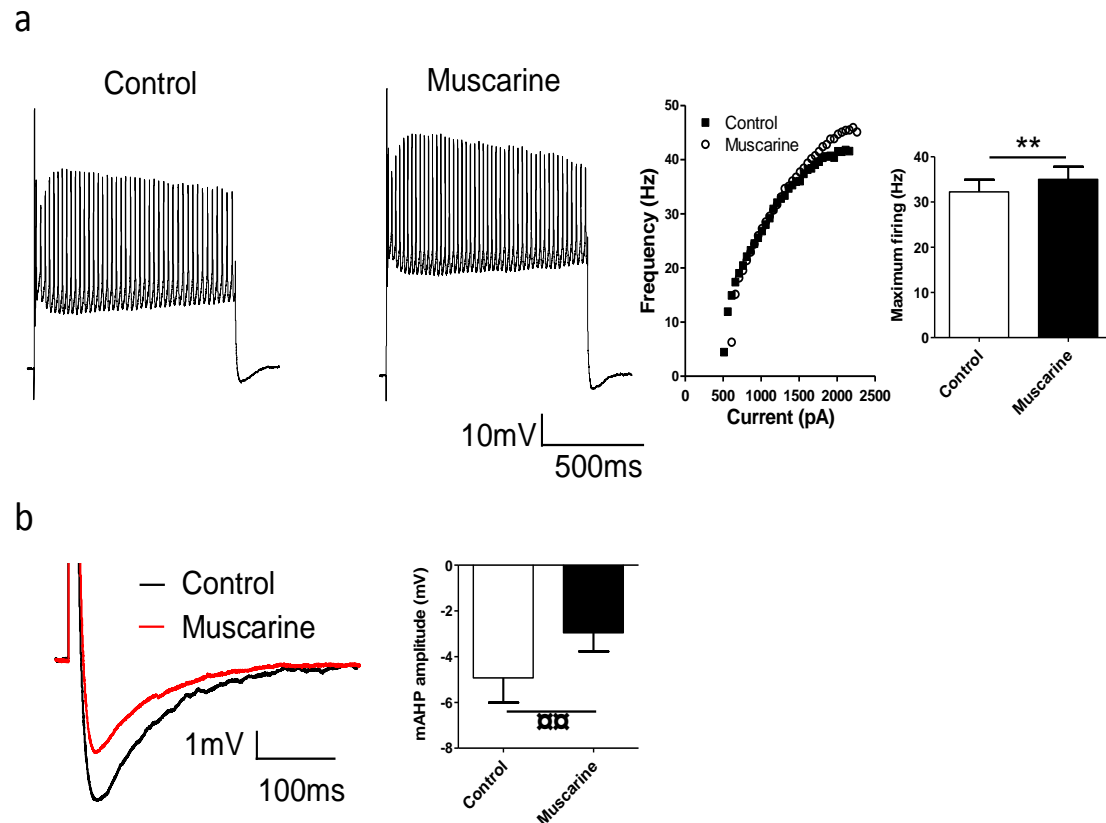 a
Control
Muscarine
10mV
500ms
Frequency (Hz)
50
40
30
20
10
0
Control
Muscarine
0 500 1000 1500 2000 2500
Current (pA)
Maximum firing (Hz)
40
30
20
10
0
**
Control
Muscarine
b
Control
Muscarine
1mV
100ms
mAHP amplitude (mV)
0
-2
-4
-6
-8
¤¤
Control
Muscarine